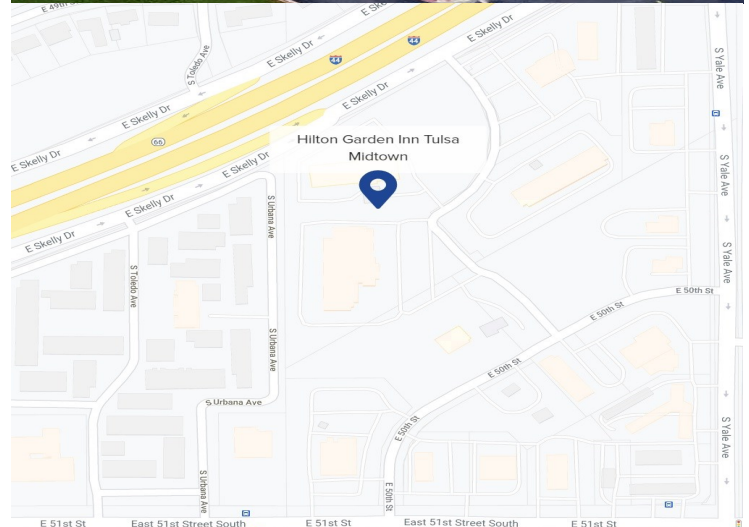 E 49th St
E Skelly Dr
E Skelly Dr
S Toledo Ave
44
44
E Skelly Dr
S Yale Ave
E Skelly Dr
E Skelly Dr
66
Hilton Garden Inn Tulsa
Midtown
E Skelly Dr
E Skelly Dr
S Yale Ave
E Skelly Dr
S Urbana Ave
E Skelly Dr
S Toledo Ave
S Yale Ave
E 50th St
E 50th St
S Urbana Ave
E 50th St
S Urbana Ave
E 50th St
S Yale Ave
S Urbana Ave
E 50th St
E 51st St
East 51st Street South
E 51st St
East 51st Street South
E 51st St